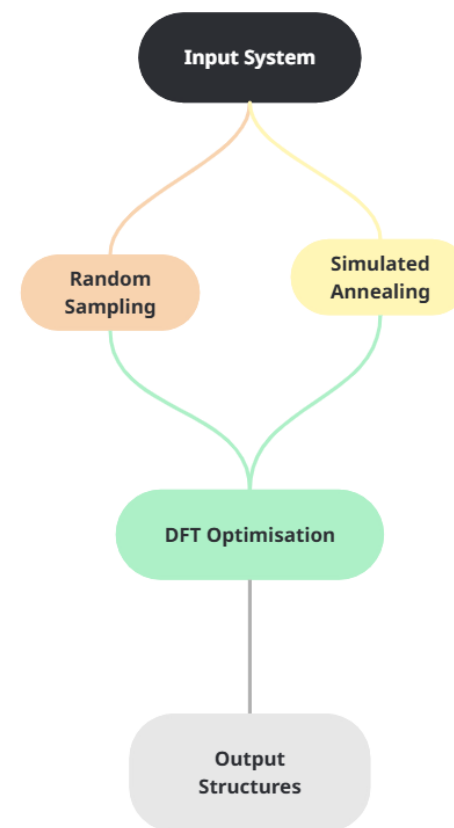 Input System
Random
Sampling
Simulated
Annealing
DFT Optimisation
Output
Structures